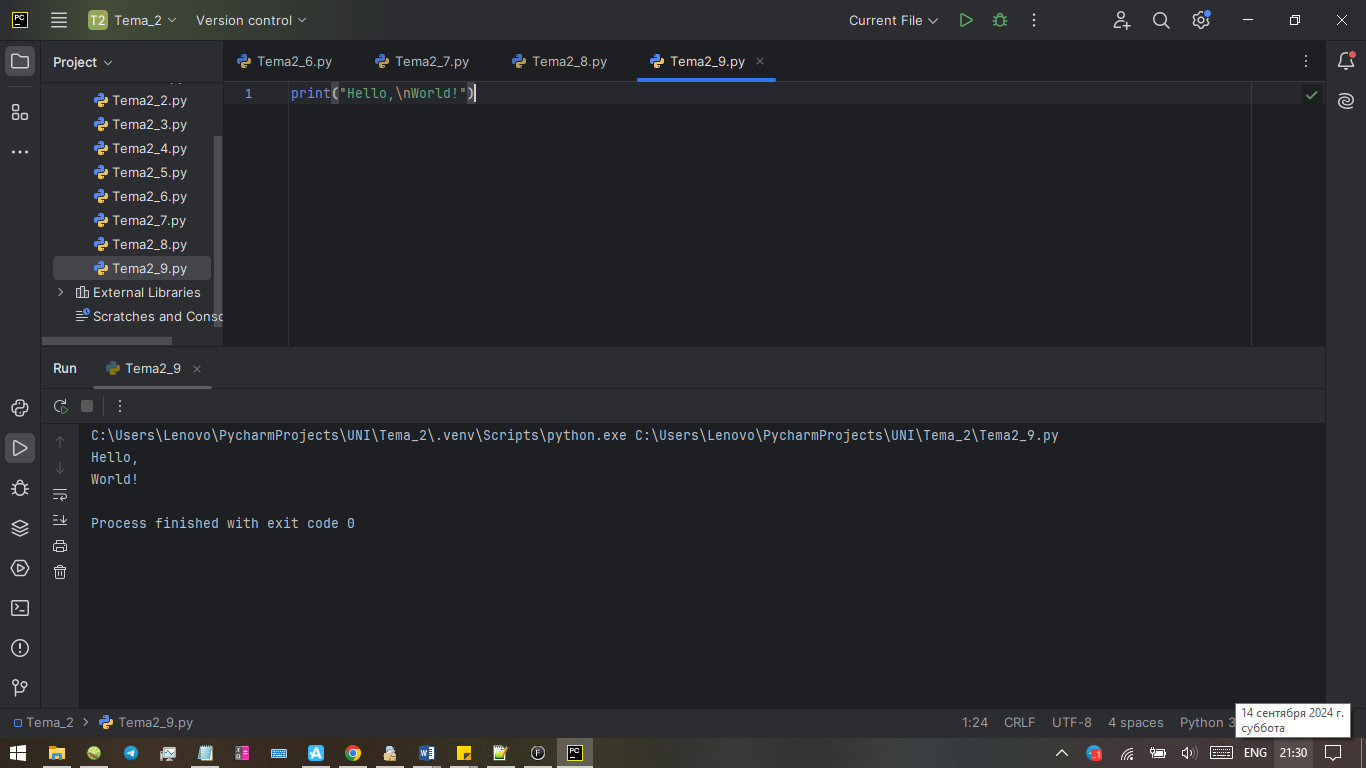 PC T2 Tema_2 Version control Current File
Project
Tema2_6.py Tema2_7.py Tema2_8.py Tema2_9.py
1 print("Hello,\nWorld!")
Tema2_2.py
Tema2_3.py
Tema2_4.py
Tema2_5.py
Tema2_6.py
Tema2_7.py
Tema2_8.py
Tema2_9.py
External Libraries
Scratches and Conso
Run Tema2_9
C:\Users\Lenovo\PycharmProjects\UNI\Tema_2\.venv\Scripts\python.exe C:\Users\Lenovo\PycharmProjects\UNI\Tema_2\Tema2_9.py
Hello,
World!
Process finished with exit code 0
Tema_2 Tema2_9.py 1:24 CRLF UTF-8 4 spaces Python 3
14 сентября 2024 г.
суббота
ENG 21:30